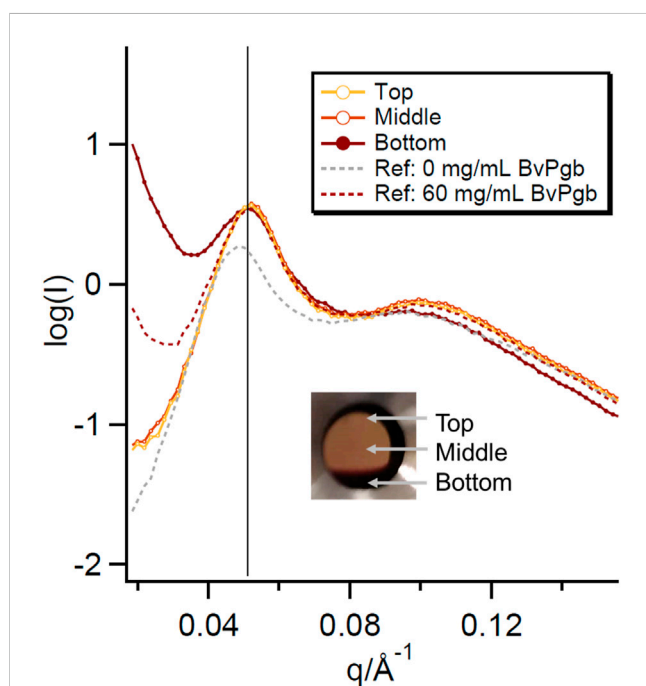 Top
Middle
Bottom
Ref: 0 mg/mL BvPgb
Ref: 60 mg/mL BvPgb
1
0
-1
-2
log(I)
Top
Middle
Bottom
0.04
0.08
0.12
q/Å⁻¹